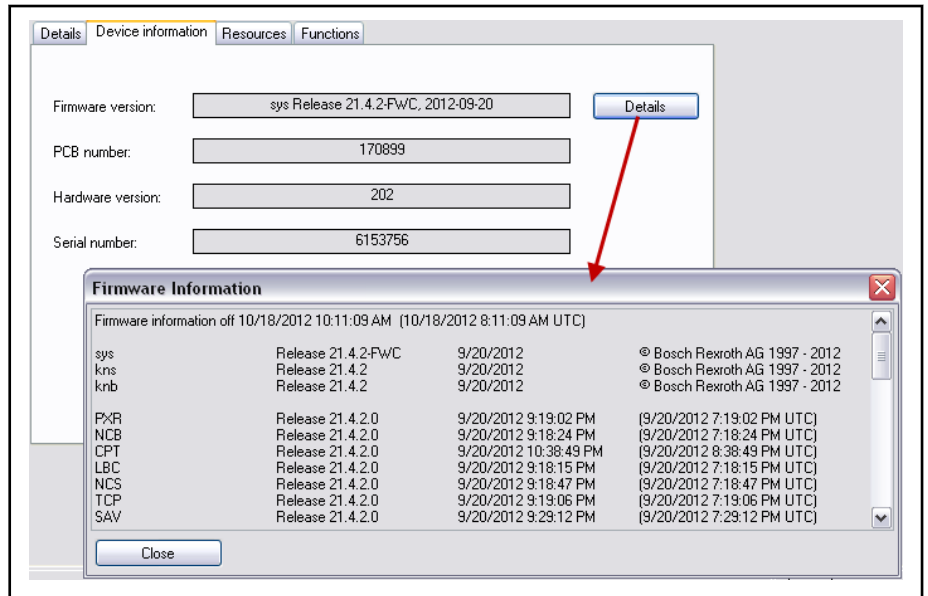 Details Device information Resources Functions
Firmware version: sys Release 21.4.2-FWC, 2012-09-20 Details
PCB number: 170899
Hardware version: 202
Serial number: 6153756
Firmware Information
Firmware information off 10/18/2012 10:11:09 AM (10/18/2012 8:11:09 AM UTC)
sys Release 21.4.2-FWC 9/20/2012 © Bosch Rexroth AG 1997 - 2012
kns Release 21.4.2 9/20/2012 © Bosch Rexroth AG 1997 - 2012
knb Release 21.4.2 9/20/2012 © Bosch Rexroth AG 1997 - 2012
PXR Release 21.4.2.0 9/20/2012 9:19:02 PM (9/20/2012 7:19:02 PM UTC)
NCB Release 21.4.2.0 9/20/2012 9:18:24 PM (9/20/2012 7:18:24 PM UTC)
CPT Release 21.4.2.0 9/20/2012 10:38:49 PM (9/20/2012 8:38:49 PM UTC)
LBC Release 21.4.2.0 9/20/2012 9:18:15 PM (9/20/2012 7:18:15 PM UTC)
NCS Release 21.4.2.0 9/20/2012 9:18:47 PM (9/20/2012 7:18:47 PM UTC)
TCP Release 21.4.2.0 9/20/2012 9:19:06 PM (9/20/2012 7:19:06 PM UTC)
SAV Release 21.4.2.0 9/20/2012 9:29:12 PM (9/20/2012 7:29:12 PM UTC)
Close